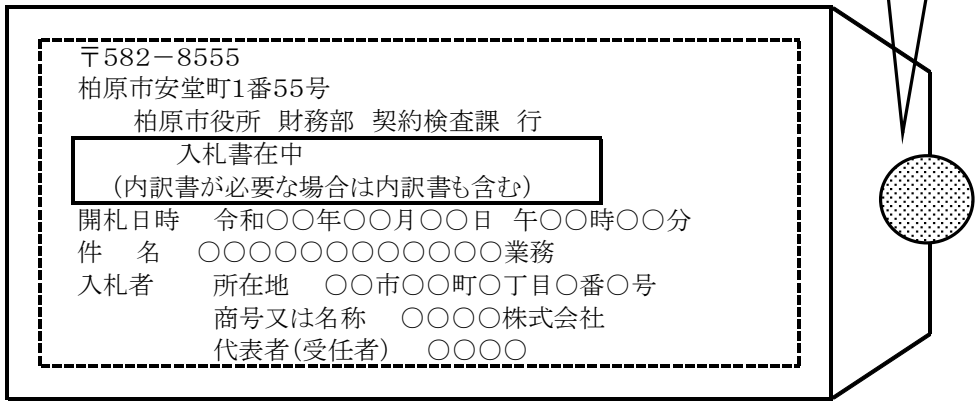 〒582－8555
柏原市安堂町1番55号
柏原市役所 財務部 契約検査課 行
入札書在中
（内訳書が必要な場合は内訳書も含む）
開札日時 令和○○年○○月○○日 午○○時○○分
件 名 ○○○○○○○○○○○○業務
入札者 所在地 ○○市○○町○丁目○番○号
商号又は名称 ○○○○株式会社
代表者（受任者） ○○○○